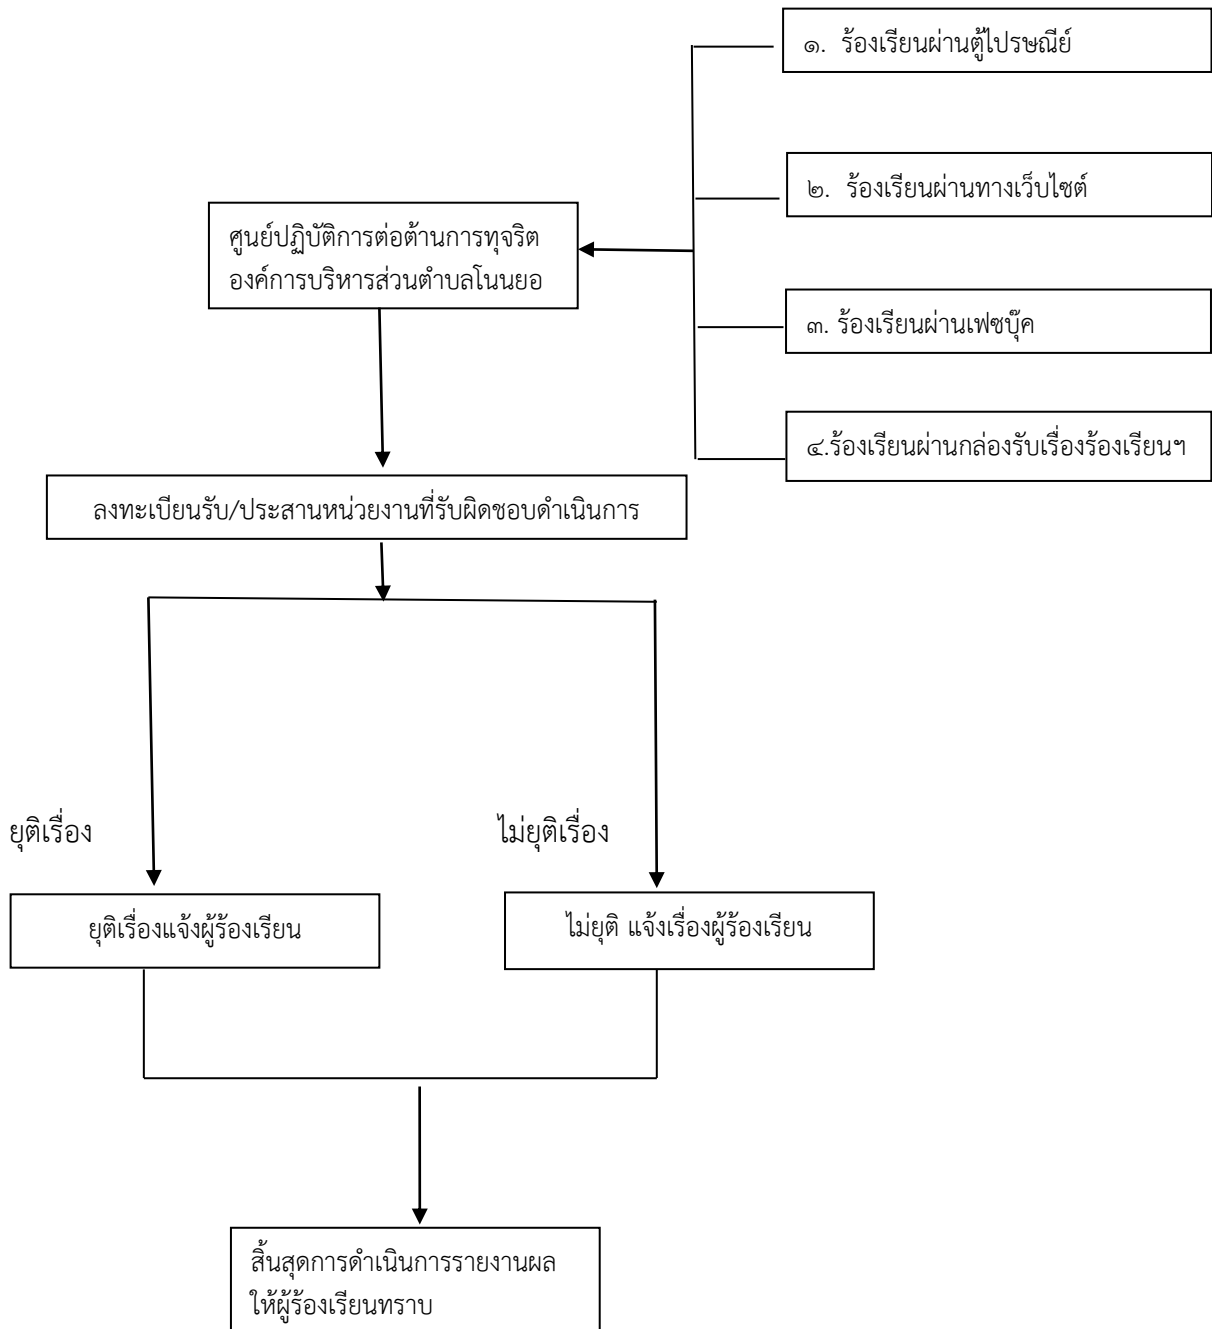 ๑. ร้องเรียนผ่านตู้ไปรษณีย์
๒. ร้องเรียนผ่านทางเว็บไซต์
ศูนย์ปฏิบัติการต่อต้านการทุจริต
องค์การบริหารส่วนตำบลโนนยอ
๓. ร้องเรียนผ่านเฟซบุ๊ค
๔.ร้องเรียนผ่านกล่องรับเรื่องร้องเรียนฯ
ลงทะเบียนรับ/ประสานหน่วยงานที่รับผิดชอบดำเนินการ
ยุติเรื่อง
ไม่ยุติเรื่อง
ยุติเรื่องแจ้งผู้ร้องเรียน
ไม่ยุติ แจ้งเรื่องผู้ร้องเรียน
สิ้นสุดการดำเนินการรายงานผล
ให้ผู้ร้องเรียนทราบ